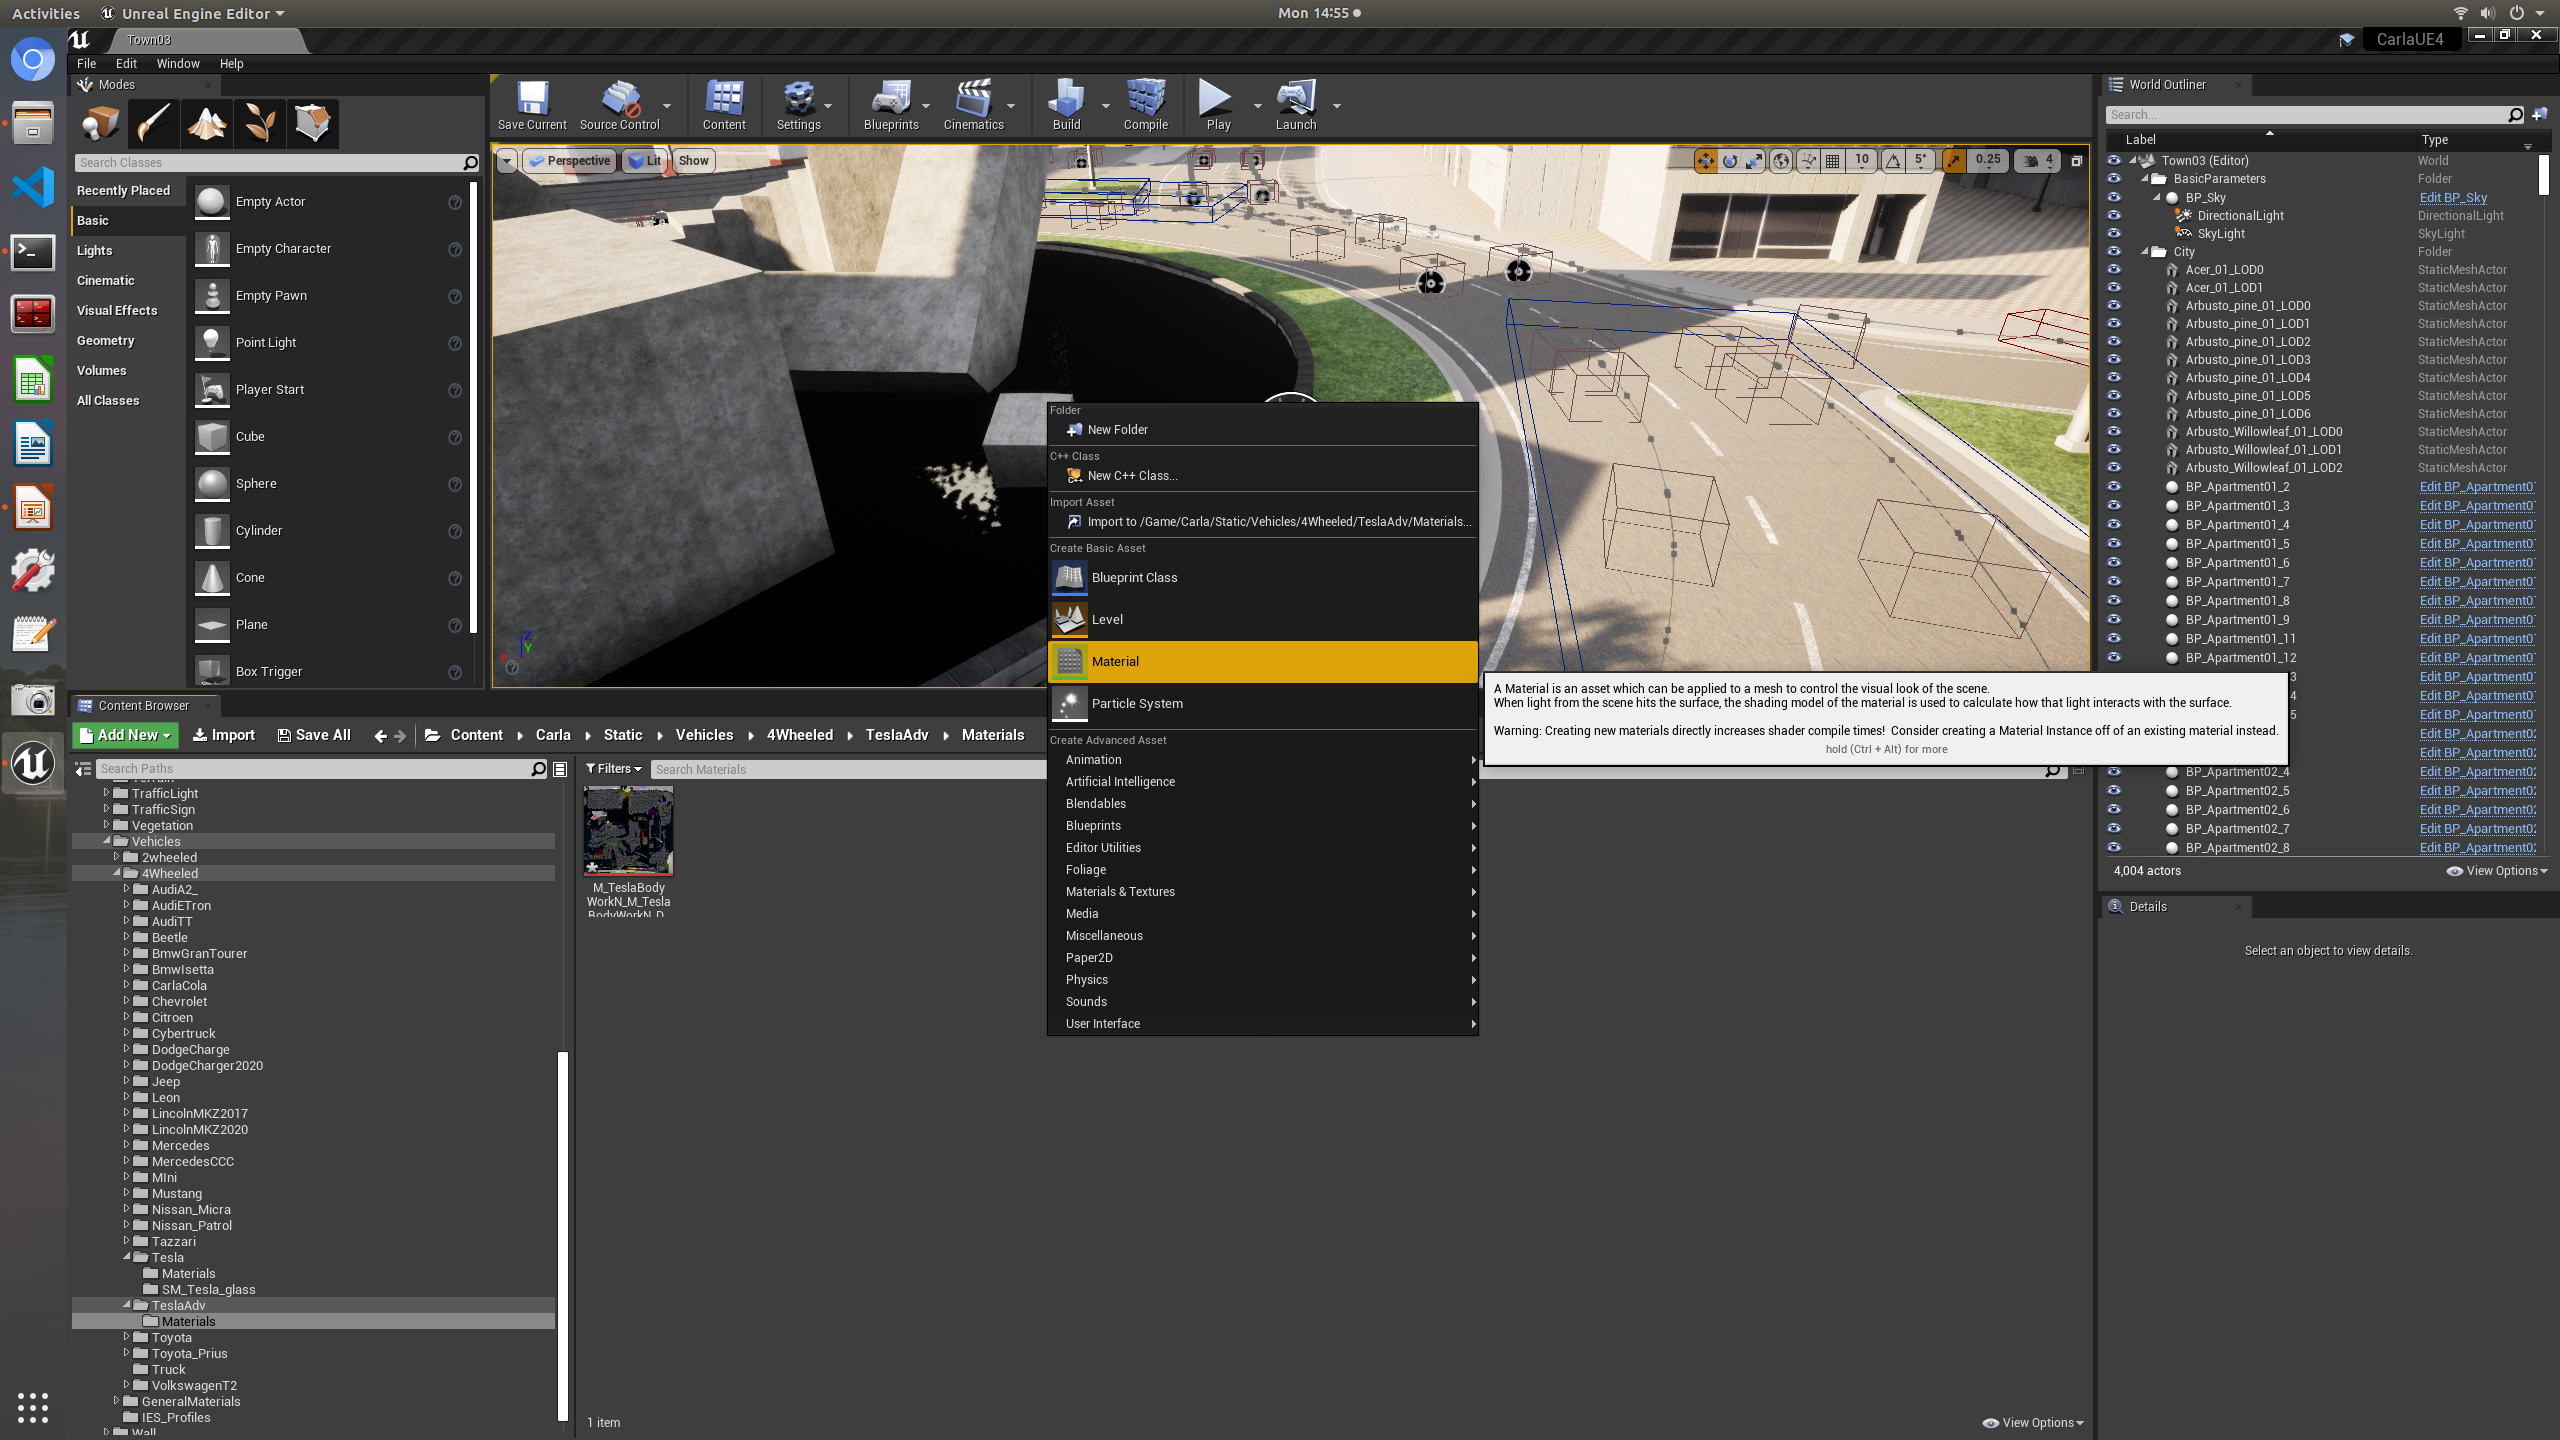 Activities
Unreal Engine Editor
Mon 14:55
Town03
CarlaUE4
File Edit Window Help
Modes
Search Classes
Recently Placed
Basic
Lights
Cinematic
Visual Effects
Geometry
Volumes
All Classes
Empty Actor
Empty Character
Empty Pawn
Point Light
Player Start
Cube
Sphere
Cylinder
Cone
Plane
Box Trigger
Save Current
Source Control
Content
Settings
Blueprints
Cinematics
Build
Compile
Play
Launch
Perspective
Lit
Show
10
5°
0.25
4
Z
Y
X
Folder
New Folder
C++ Class
New C++ Class...
Import Asset
Import to /Game/Carla/Static/Vehicles/4Wheeled/TeslaAdv/Materials...
Create Basic Asset
Blueprint Class
Level
Material
Particle System
Create Advanced Asset
Animation
Artificial Intelligence
Blendables
Blueprints
Editor Utilities
Foliage
Materials & Textures
Media
Miscellaneous
Paper2D
Physics
Sounds
User Interface
A Material is an asset which can be applied to a mesh to control the visual look of the scene.
When light from the scene hits the surface, the shading model of the material is used to calculate how that light interacts with the surface.
Warning: Creating new materials directly increases shader compile times! Consider creating a Material Instance off of an existing material instead.
hold (Ctrl + Alt) for more
Content Browser
Add New
Import
Save All
Content
Carla
Static
Vehicles
4Wheeled
TeslaAdv
Materials
Search Paths
Filters
Search Materials
Terrain
TrafficLight
TrafficSign
Vegetation
Vehicles
2wheeled
4Wheeled
AudiA2_
AudiETron
AudiTT
Beetle
BmwGranTourer
BmwIsetta
CarlaCola
Chevrolet
Citroen
Cybertruck
DodgeCharge
DodgeCharger2020
Jeep
Leon
LincolnMKZ2017
LincolnMKZ2020
Mercedes
MercedesCCC
MIni
Mustang
Nissan_Micra
Nissan_Patrol
Tazzari
Tesla
Materials
SM_Tesla_glass
TeslaAdv
Materials
Toyota
Toyota_Prius
Truck
VolkswagenT2
GeneralMaterials
IES_Profiles
Wall
M_TeslaBody
WorkN_M_Tesla
BodyWorkN_D
1 item
View Options
World Outliner
Search...
Label Type
Town03 (Editor) World
BasicParameters Folder
BP_Sky Edit BP_Sky
DirectionalLight DirectionalLight
SkyLight SkyLight
City Folder
Acer_01_LOD0 StaticMeshActor
Acer_01_LOD1 StaticMeshActor
Arbusto_pine_01_LOD0 StaticMeshActor
Arbusto_pine_01_LOD1 StaticMeshActor
Arbusto_pine_01_LOD2 StaticMeshActor
Arbusto_pine_01_LOD3 StaticMeshActor
Arbusto_pine_01_LOD4 StaticMeshActor
Arbusto_pine_01_LOD5 StaticMeshActor
Arbusto_pine_01_LOD6 StaticMeshActor
Arbusto_Willowleaf_01_LOD0 StaticMeshActor
Arbusto_Willowleaf_01_LOD1 StaticMeshActor
Arbusto_Willowleaf_01_LOD2 StaticMeshActor
BP_Apartment01_2 Edit BP_Apartment0
BP_Apartment01_3 Edit BP_Apartment0
BP_Apartment01_4 Edit BP_Apartment0
BP_Apartment01_5 Edit BP_Apartment0
BP_Apartment01_6 Edit BP_Apartment0
BP_Apartment01_7 Edit BP_Apartment0
BP_Apartment01_8 Edit BP_Apartment0
BP_Apartment01_9 Edit BP_Apartment0
BP_Apartment01_11 Edit BP_Apartment0
BP_Apartment01_12 Edit BP_Apartment0
3 Edit BP_Apartment0
4 Edit BP_Apartment0
5 Edit BP_Apartment0
Edit BP_Apartment02
Edit BP_Apartment02
BP_Apartment02_4 Edit BP_Apartment02
BP_Apartment02_5 Edit BP_Apartment02
BP_Apartment02_6 Edit BP_Apartment02
BP_Apartment02_7 Edit BP_Apartment02
BP_Apartment02_8 Edit BP_Apartment02
4,004 actors
View Options
Details
Select an object to view details.